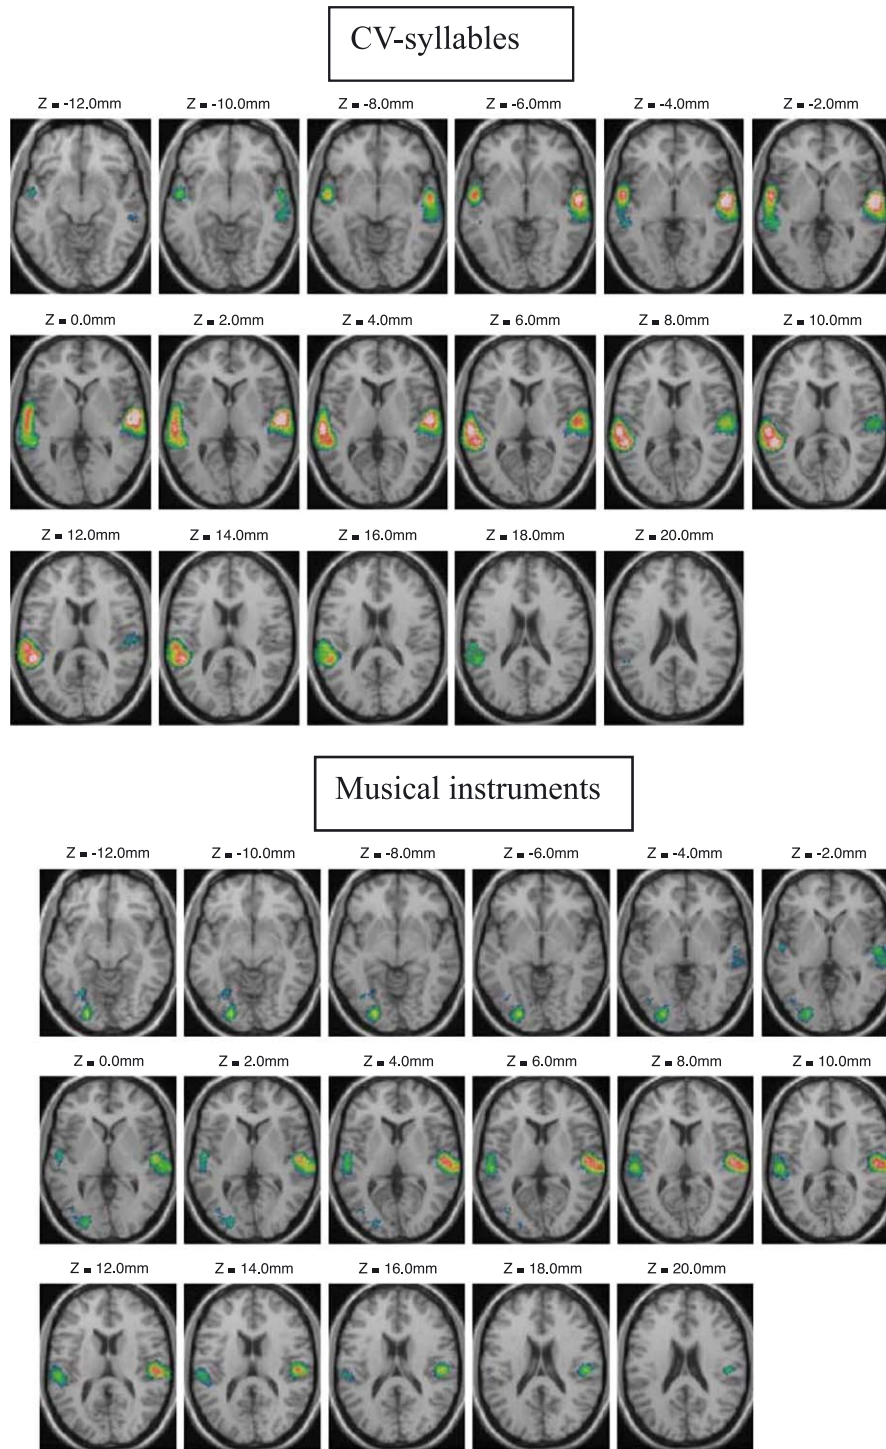 CV-syllables
Z = -12.0mm Z = -10.0mm Z = -8.0mm Z = -6.0mm Z = -4.0mm Z = -2.0mm
Z = 0.0mm Z = 2.0mm Z = 4.0mm Z = 6.0mm Z = 8.0mm Z = 10.0mm
Z = 12.0mm Z = 14.0mm Z = 16.0mm Z = 18.0mm Z = 20.0mm
Musical instruments
Z = -12.0mm Z = -10.0mm Z = -8.0mm Z = -6.0mm Z = -4.0mm Z = -2.0mm
Z = 0.0mm Z = 2.0mm Z = 4.0mm Z = 6.0mm Z = 8.0mm Z = 10.0mm
Z = 12.0mm Z = 14.0mm Z = 16.0mm Z = 18.0mm Z = 20.0mm